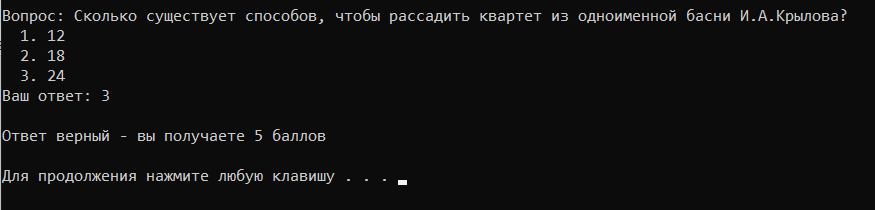 Вопрос: Сколько существует способов, чтобы рассадить квартет из одноименной басни И.А.Крылова?
1. 12
2. 18
3. 24
Ваш ответ: 3
Ответ верный - вы получаете 5 баллов
Для продолжения нажмите любую клавишу . . .